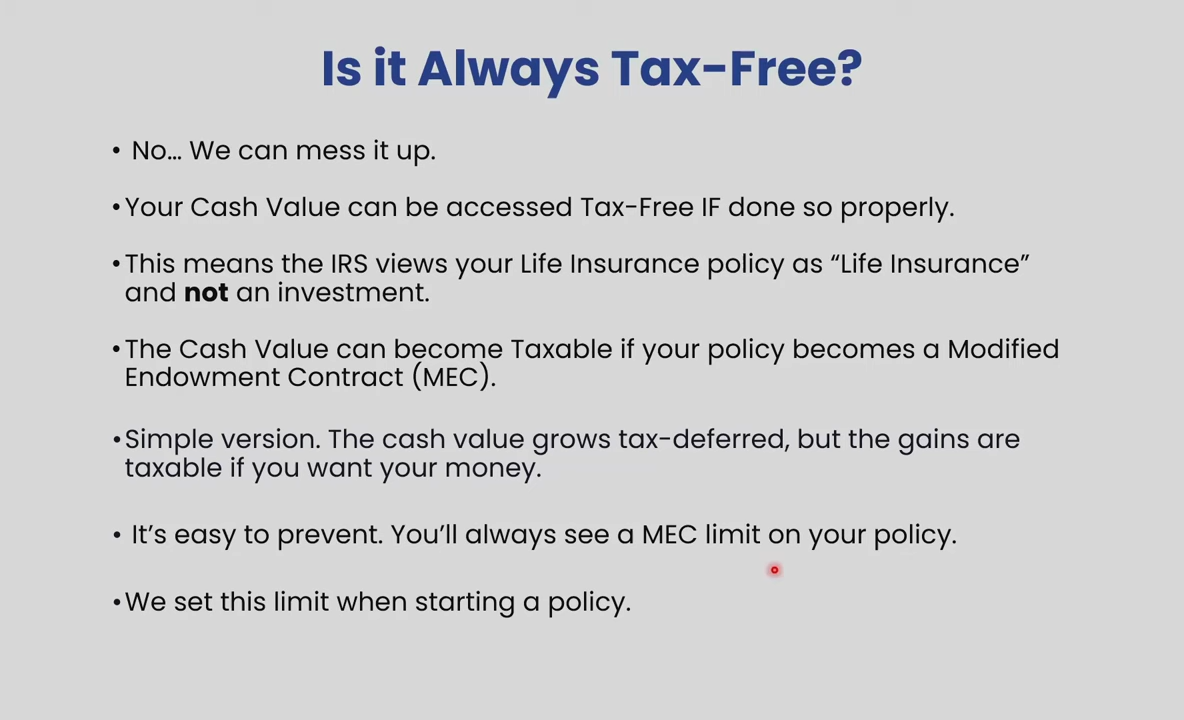 Is it Always Tax-Free?
• No… We can mess it up.
• Your Cash Value can be accessed Tax-Free IF done so properly.
• This means the IRS views your Life Insurance policy as “Life Insurance”
and not an investment.
• The Cash Value can become Taxable if your policy becomes a Modified
Endowment Contract (MEC).
• Simple version. The cash value grows tax-deferred, but the gains are
taxable if you want your money.
• It’s easy to prevent. You’ll always see a MEC limit on your policy.
• We set this limit when starting a policy.